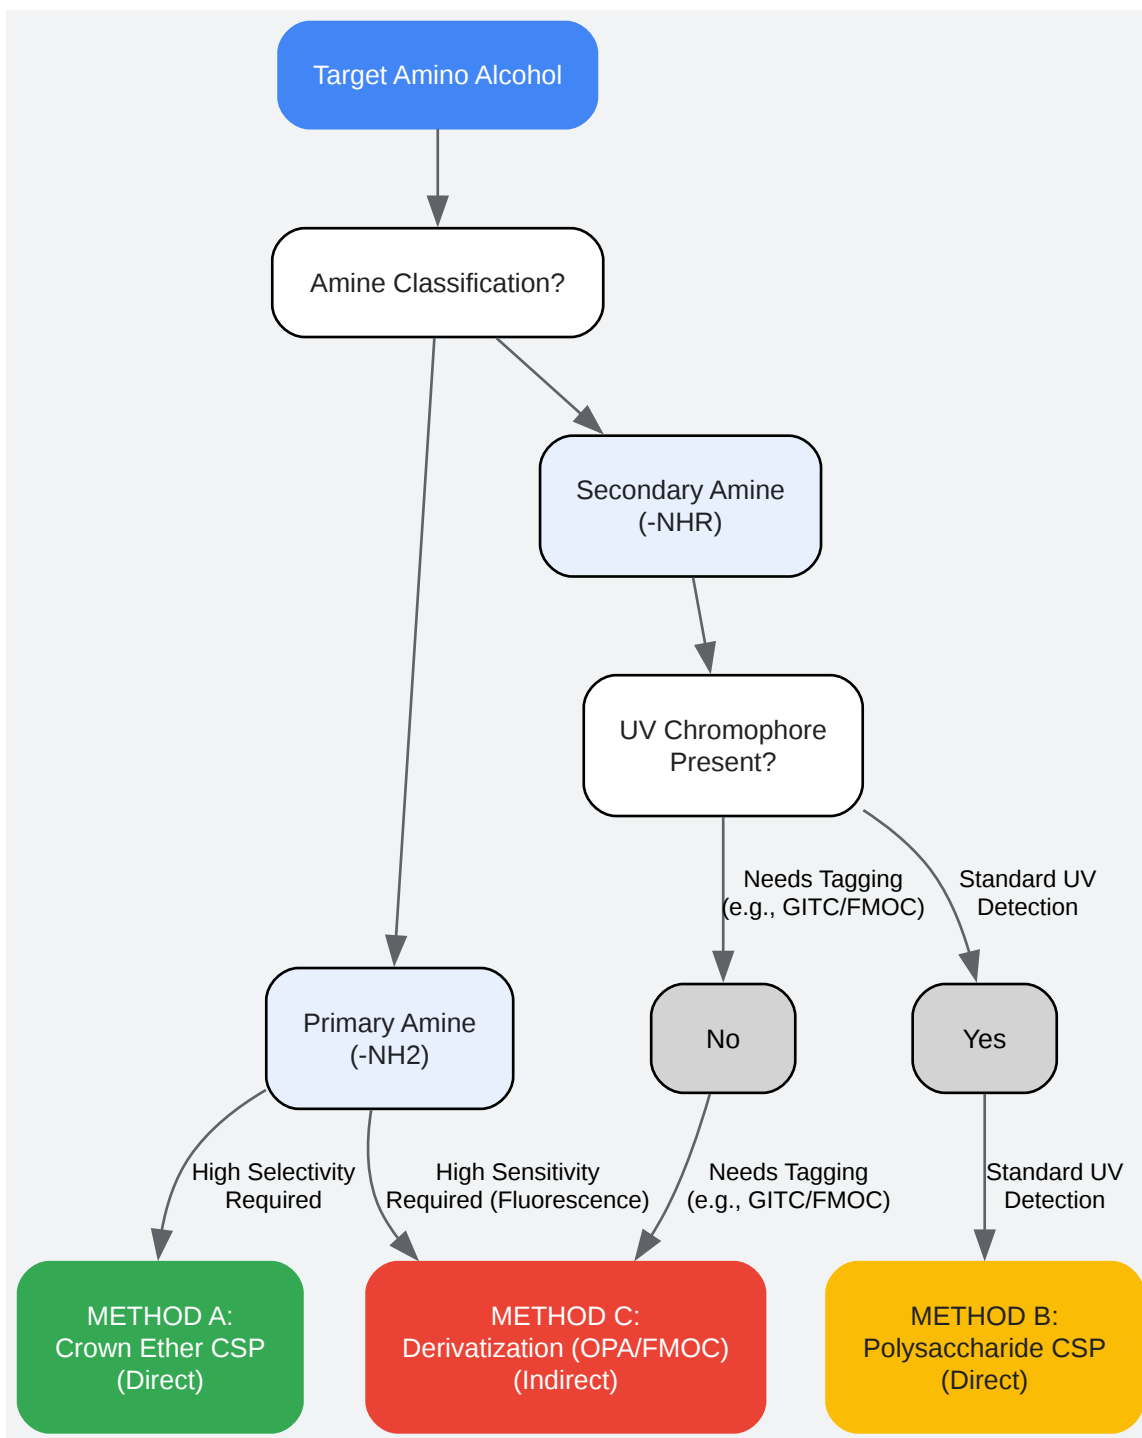 Target Amino Alcohol
Amine Classification?
Secondary Amine
(-NHR)
UV Chromophore
Present?
Needs Tagging
(e.g., GITC/FMOC)
Standard UV
Detection
Primary Amine
(-NH2)
No
Yes
High Selectivity
Required
High Sensitivity
Required (Fluorescence)
Needs Tagging
(e.g., GITC/FMOC)
Standard UV
Detection
METHOD A:
Crown Ether CSP
(Direct)
METHOD C:
Derivatization (OPA/FMOC)
(Indirect)
METHOD B:
Polysaccharide CSP
(Direct)